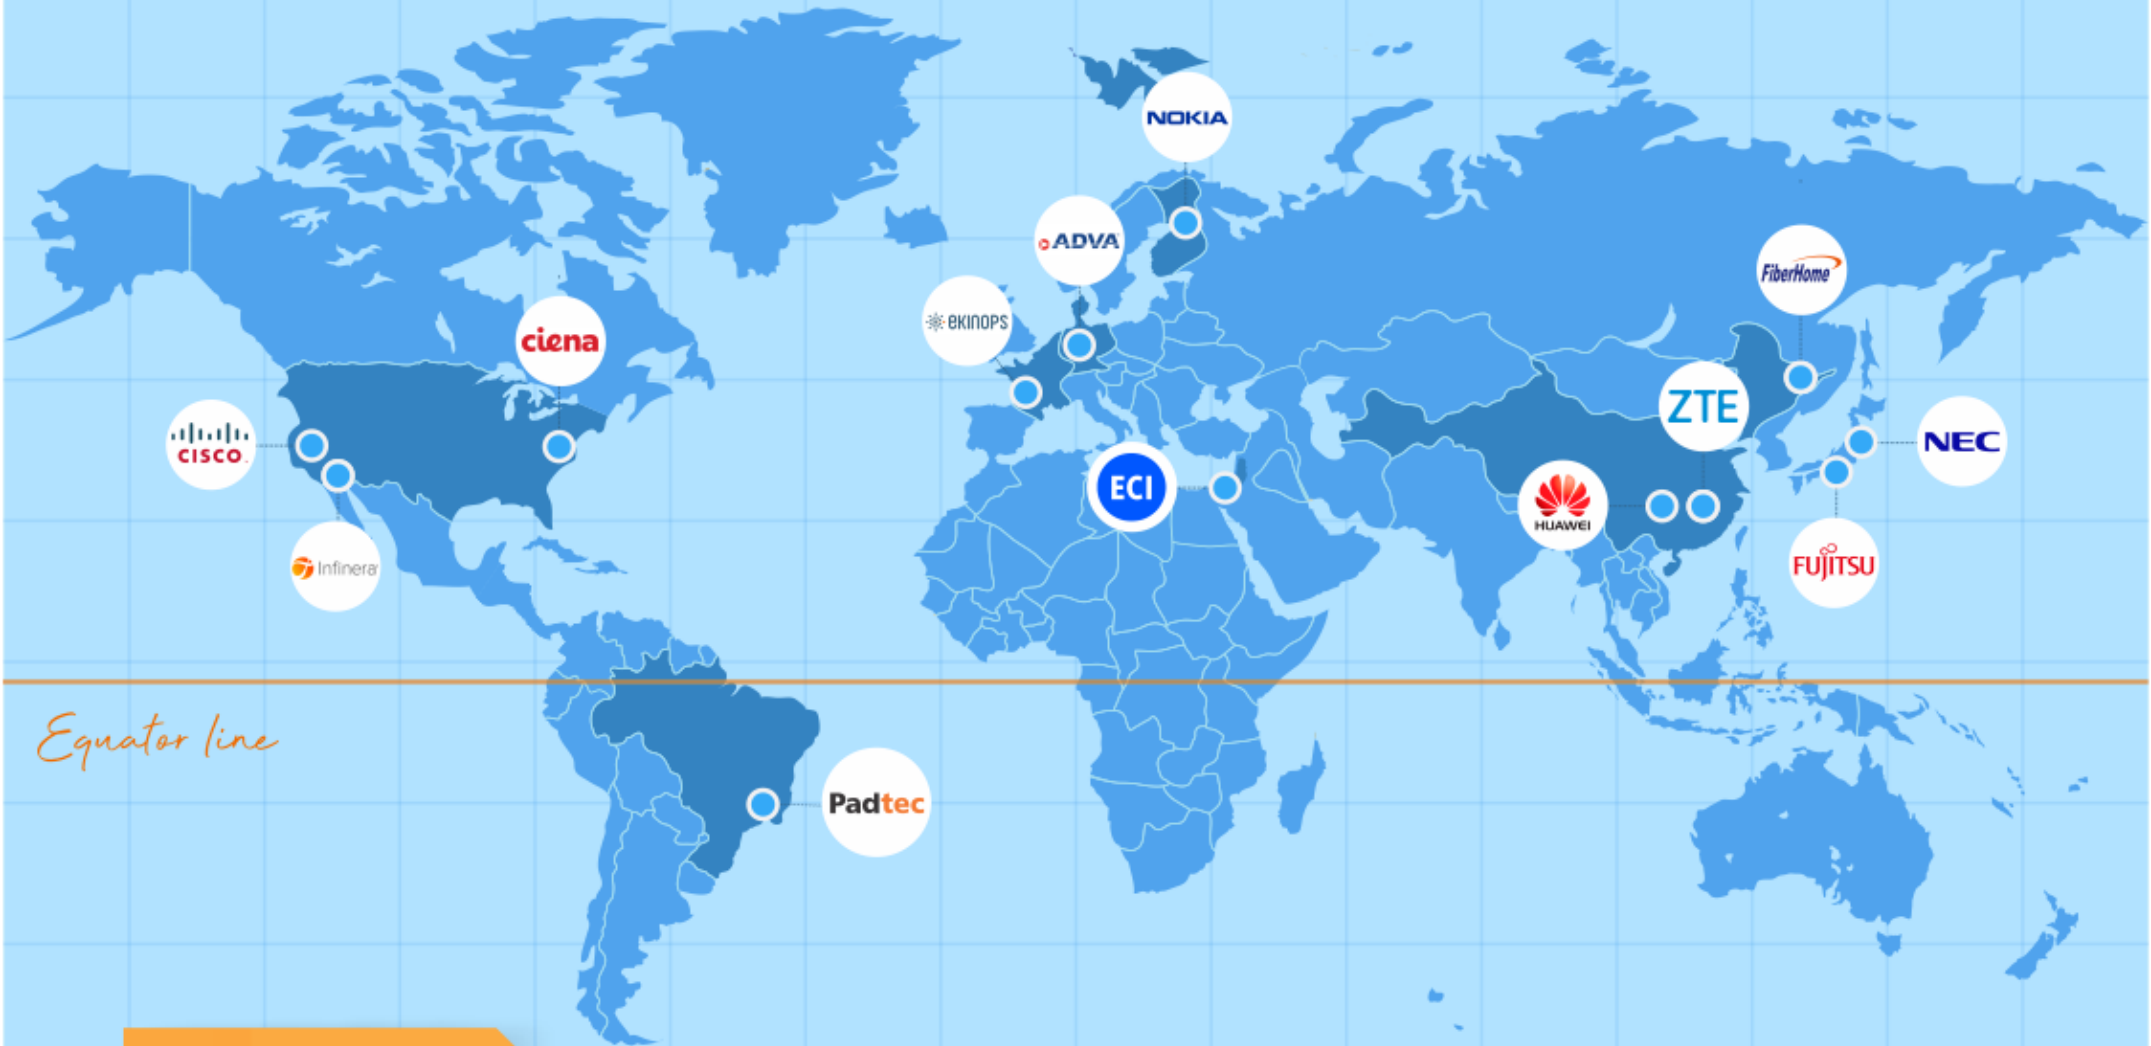 NOKIA
ADVA
FiberHome
ekinops
ciena
ZTE
CISCO
NEC
ECI
HUAWEI
Infinera
FUJITSU
Equator line
Padtec